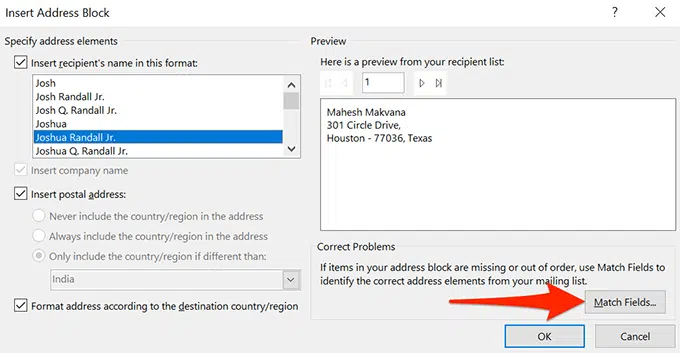 Insert Address Block
?
Specify address elements
Insert recipient's name in this format:
Josh
Josh Randall Jr.
Josh Q. Randall Jr.
Joshua
Joshua Randall Jr.
Joshua Q. Randall Jr.
Insert company name
Insert postal address:
Never include the country/region in the address
Always include the country/region in the address
Only include the country/region if different than:
India
Format address according to the destination country/region
Preview
Here is a preview from your recipient list:
1
Mahesh Makvana
301 Circle Drive,
Houston - 77036, Texas
Correct Problems
If items in your address block are missing or out of order, use Match Fields to
identify the correct address elements from your mailing list.
Match Fields...
OK
Cancel